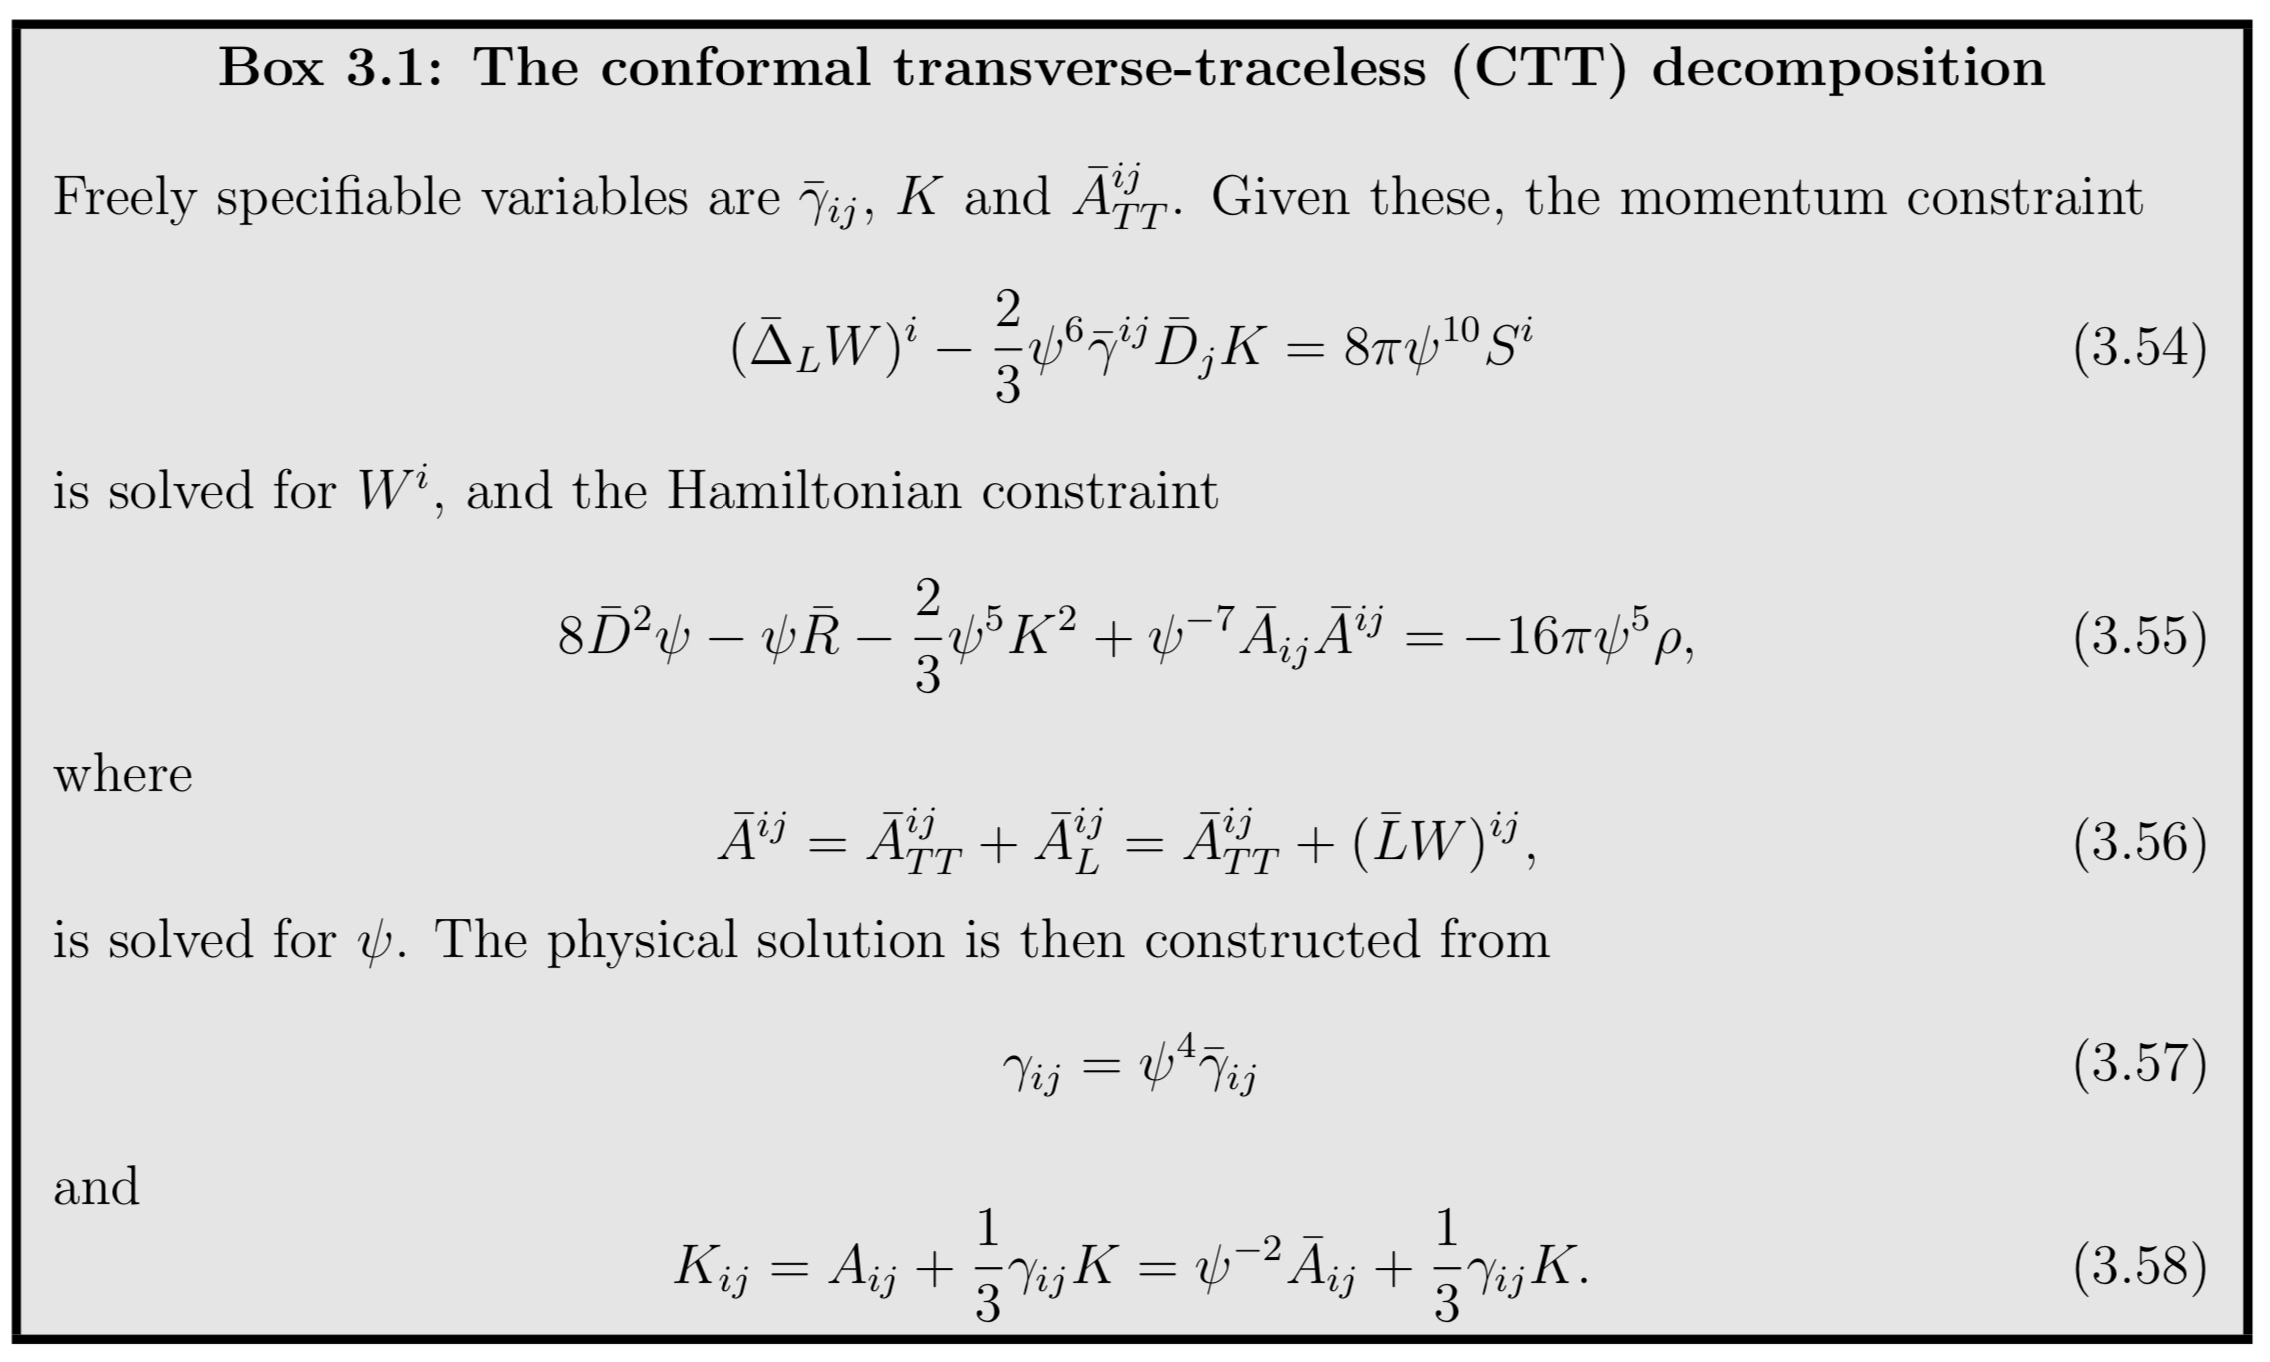 Box 3.1: The conformal transverse-traceless (CTT) decomposition
Freely specifiable variables are $\bar{\gamma}_{ij}$, $K$ and $\bar{A}^{ij}_{TT}$. Given these, the momentum constraint
$(\bar{\Delta}_L W)^i - \frac{2}{3}\psi^6 \bar{\gamma}^{ij} \bar{D}_j K = 8\pi\psi^{10} S^i$ (3.54)
is solved for $W^i$, and the Hamiltonian constraint
$8\bar{D}^2\psi - \psi\bar{R} - \frac{2}{3}\psi^5 K^2 + \psi^{-7} \bar{A}_{ij}\bar{A}^{ij} = -16\pi\psi^5\rho,$ (3.55)
where
$\bar{A}^{ij} = \bar{A}^{ij}_{TT} + \bar{A}^{ij}_L = \bar{A}^{ij}_{TT} + (\bar{L}W)^{ij},$ (3.56)
is solved for $\psi$. The physical solution is then constructed from
$\gamma_{ij} = \psi^4 \bar{\gamma}_{ij}$ (3.57)
and
$K_{ij} = A_{ij} + \frac{1}{3}\gamma_{ij}K = \psi^{-2}\bar{A}_{ij} + \frac{1}{3}\gamma_{ij}K.$ (3.58)